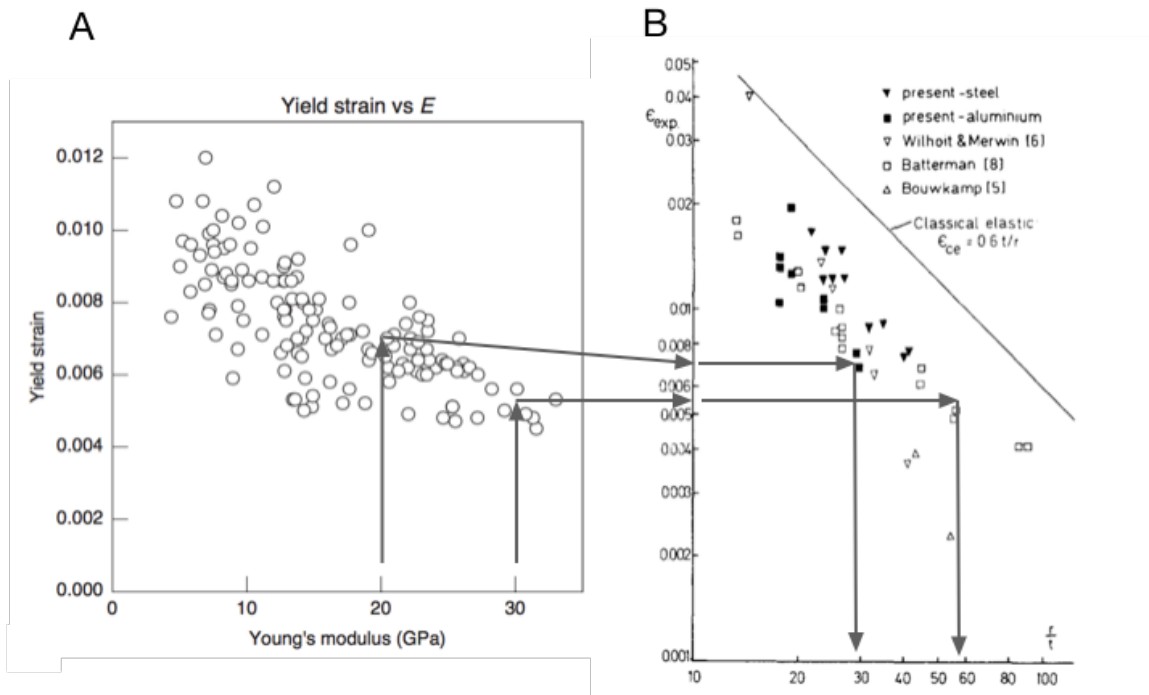 A
B
Yield strain vs E
0.012
0.010
0.008
0.006
0.004
0.002
0.000
Yield strain
0
10
20
30
Young's modulus (GPa)
0.05
0.04
ϵexp.
0.03
0.02
0.01
0.008
0.006
0.005
0.004
0.003
0.002
0.001
present-steel
present-aluminium
Wilhoit & Merwin [6]
Batterman [8]
Bouwkamp [5]
Classical elastic
ϵce = 0.6 t/r
r/t
10
20
30
40
50
60
80
100